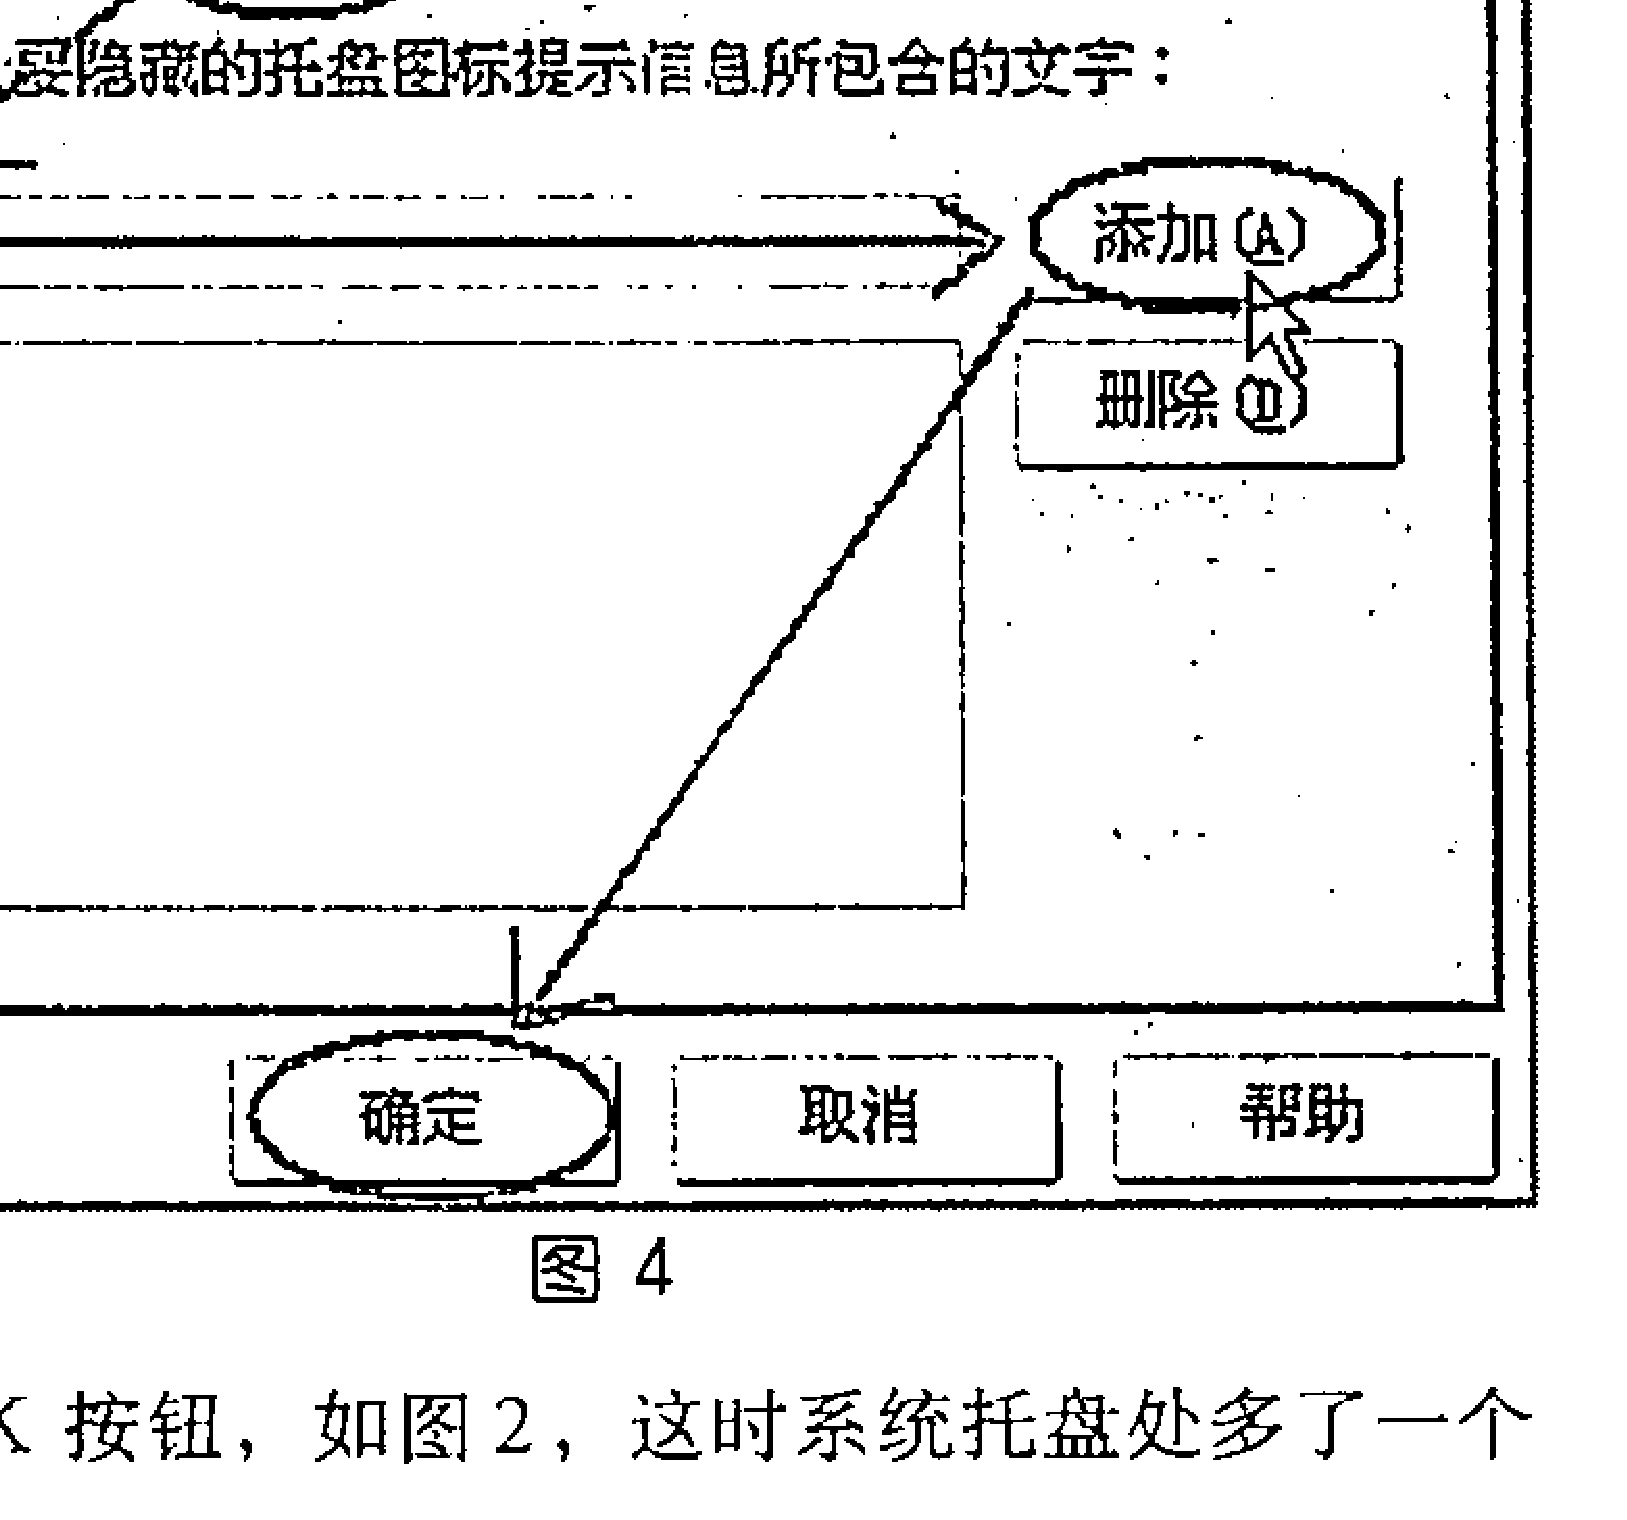 要隐藏的托盘图标提示信息所包含的文字：
添加(A)
删除
确定 取消 帮助
图 4
K 按钮，如图2，这时系统托盘处多了一个